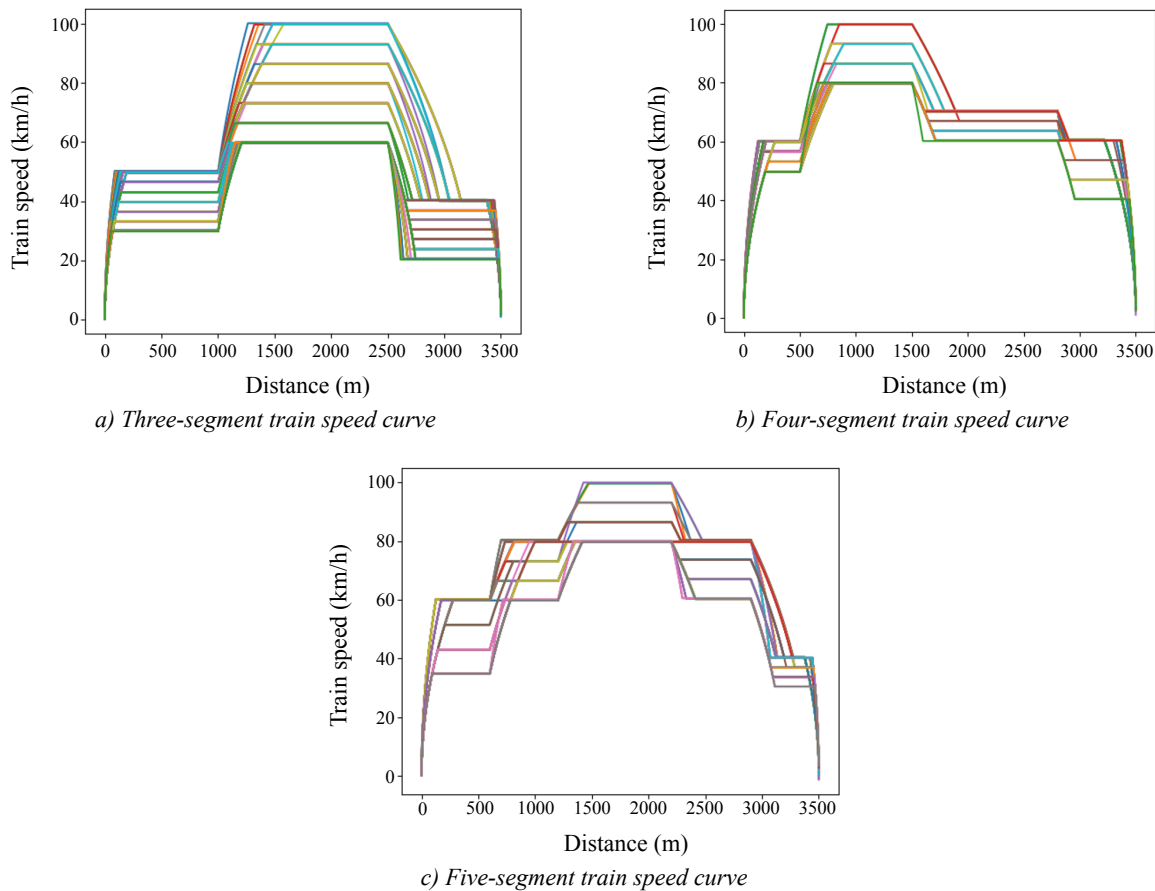 100
80
60
40
20
0
Train speed (km/h)
0 500 1000 1500 2000 2500 3000 3500
Distance (m)
a) Three-segment train speed curve
100
80
60
40
20
0
Train speed (km/h)
0 500 1000 1500 2000 2500 3000 3500
Distance (m)
b) Four-segment train speed curve
100
80
60
40
20
0
Train speed (km/h)
0 500 1000 1500 2000 2500 3000 3500
Distance (m)
c) Five-segment train speed curve